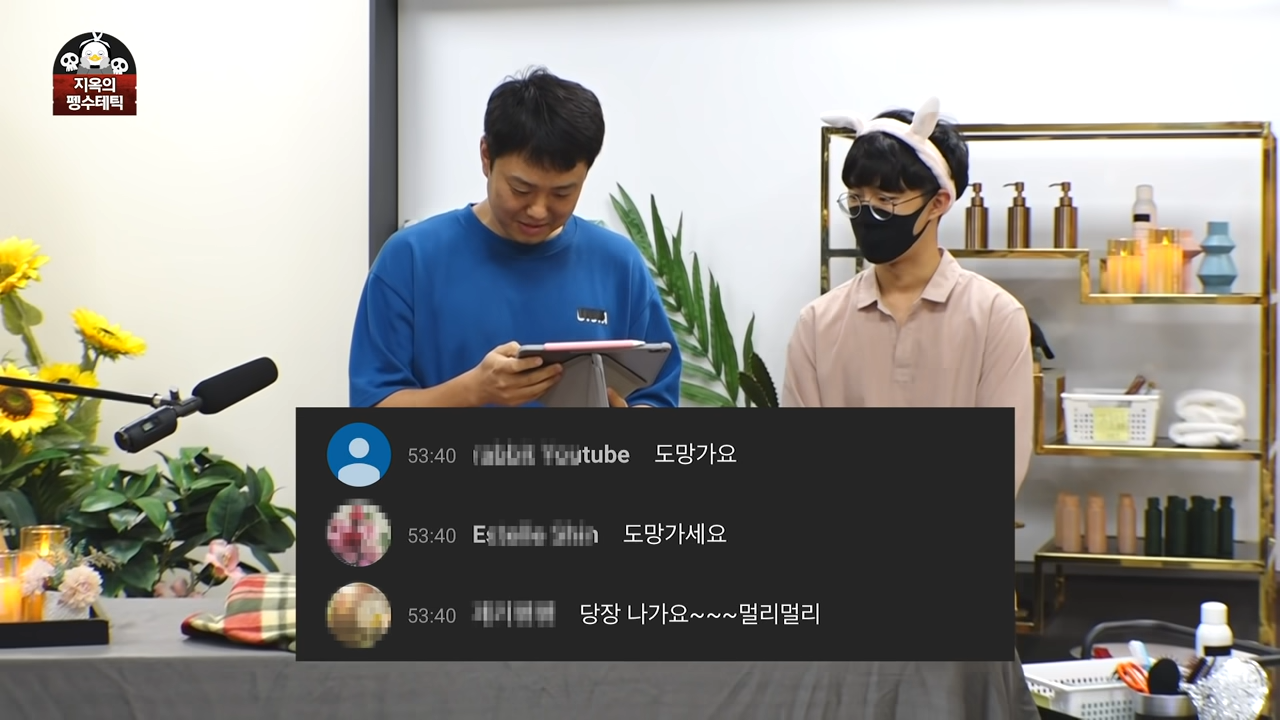 지옥의
펭수테틱
53:40 도망가요
53:40 도망가세요
53:40 당장 나가요~~~멀리멀리